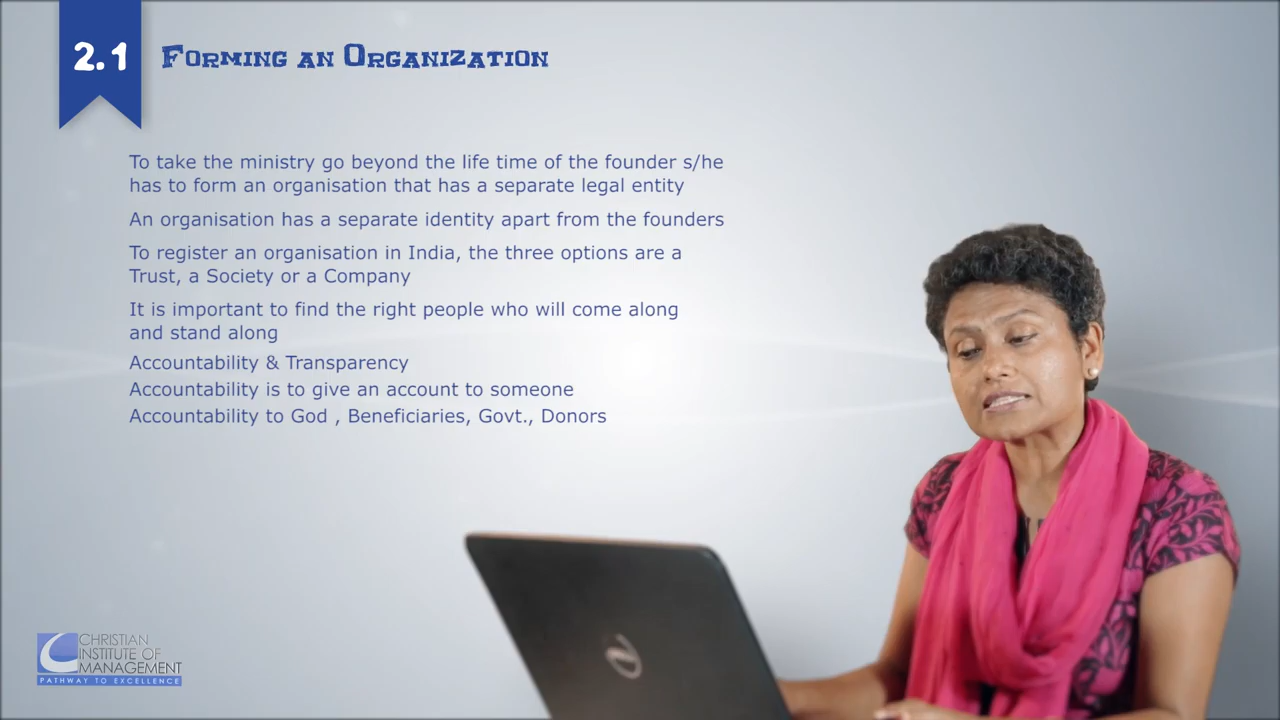 2.1 Forming an Organization
To take the ministry go beyond the life time of the founder s/he
has to form an organisation that has a separate legal entity
An organisation has a separate identity apart from the founders
To register an organisation in India, the three options are a
Trust, a Society or a Company
It is important to find the right people who will come along
and stand along
Accountability & Transparency
Accountability is to give an account to someone
Accountability to God , Beneficiaries, Govt., Donors
CHRISTIAN
INSTITUTE OF
MANAGEMENT
PATHWAY TO EXCELLENCE